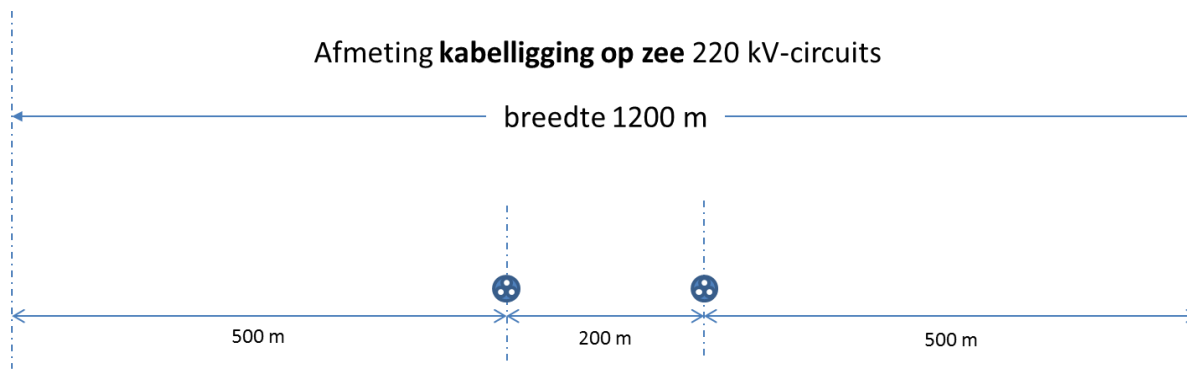 Afmeting kabelligging op zee 220 kV-circuits
breedte 1200 m
500 m
200 m
500 m